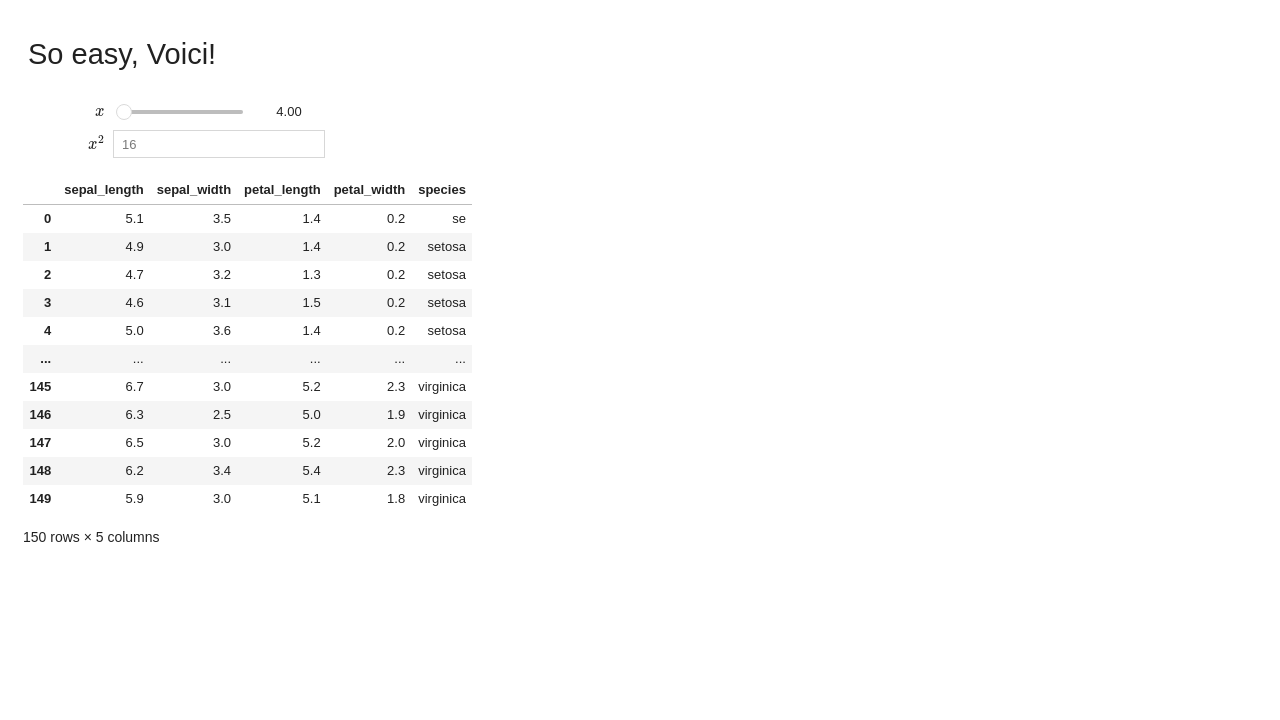 So easy, Voici!
x 4.00
x² 16
sepal_length sepal_width petal_length petal_width species
0 5.1 3.5 1.4 0.2 se
1 4.9 3.0 1.4 0.2 setosa
2 4.7 3.2 1.3 0.2 setosa
3 4.6 3.1 1.5 0.2 setosa
4 5.0 3.6 1.4 0.2 setosa
... ... ... ... ... ...
145 6.7 3.0 5.2 2.3 virginica
146 6.3 2.5 5.0 1.9 virginica
147 6.5 3.0 5.2 2.0 virginica
148 6.2 3.4 5.4 2.3 virginica
149 5.9 3.0 5.1 1.8 virginica
150 rows × 5 columns